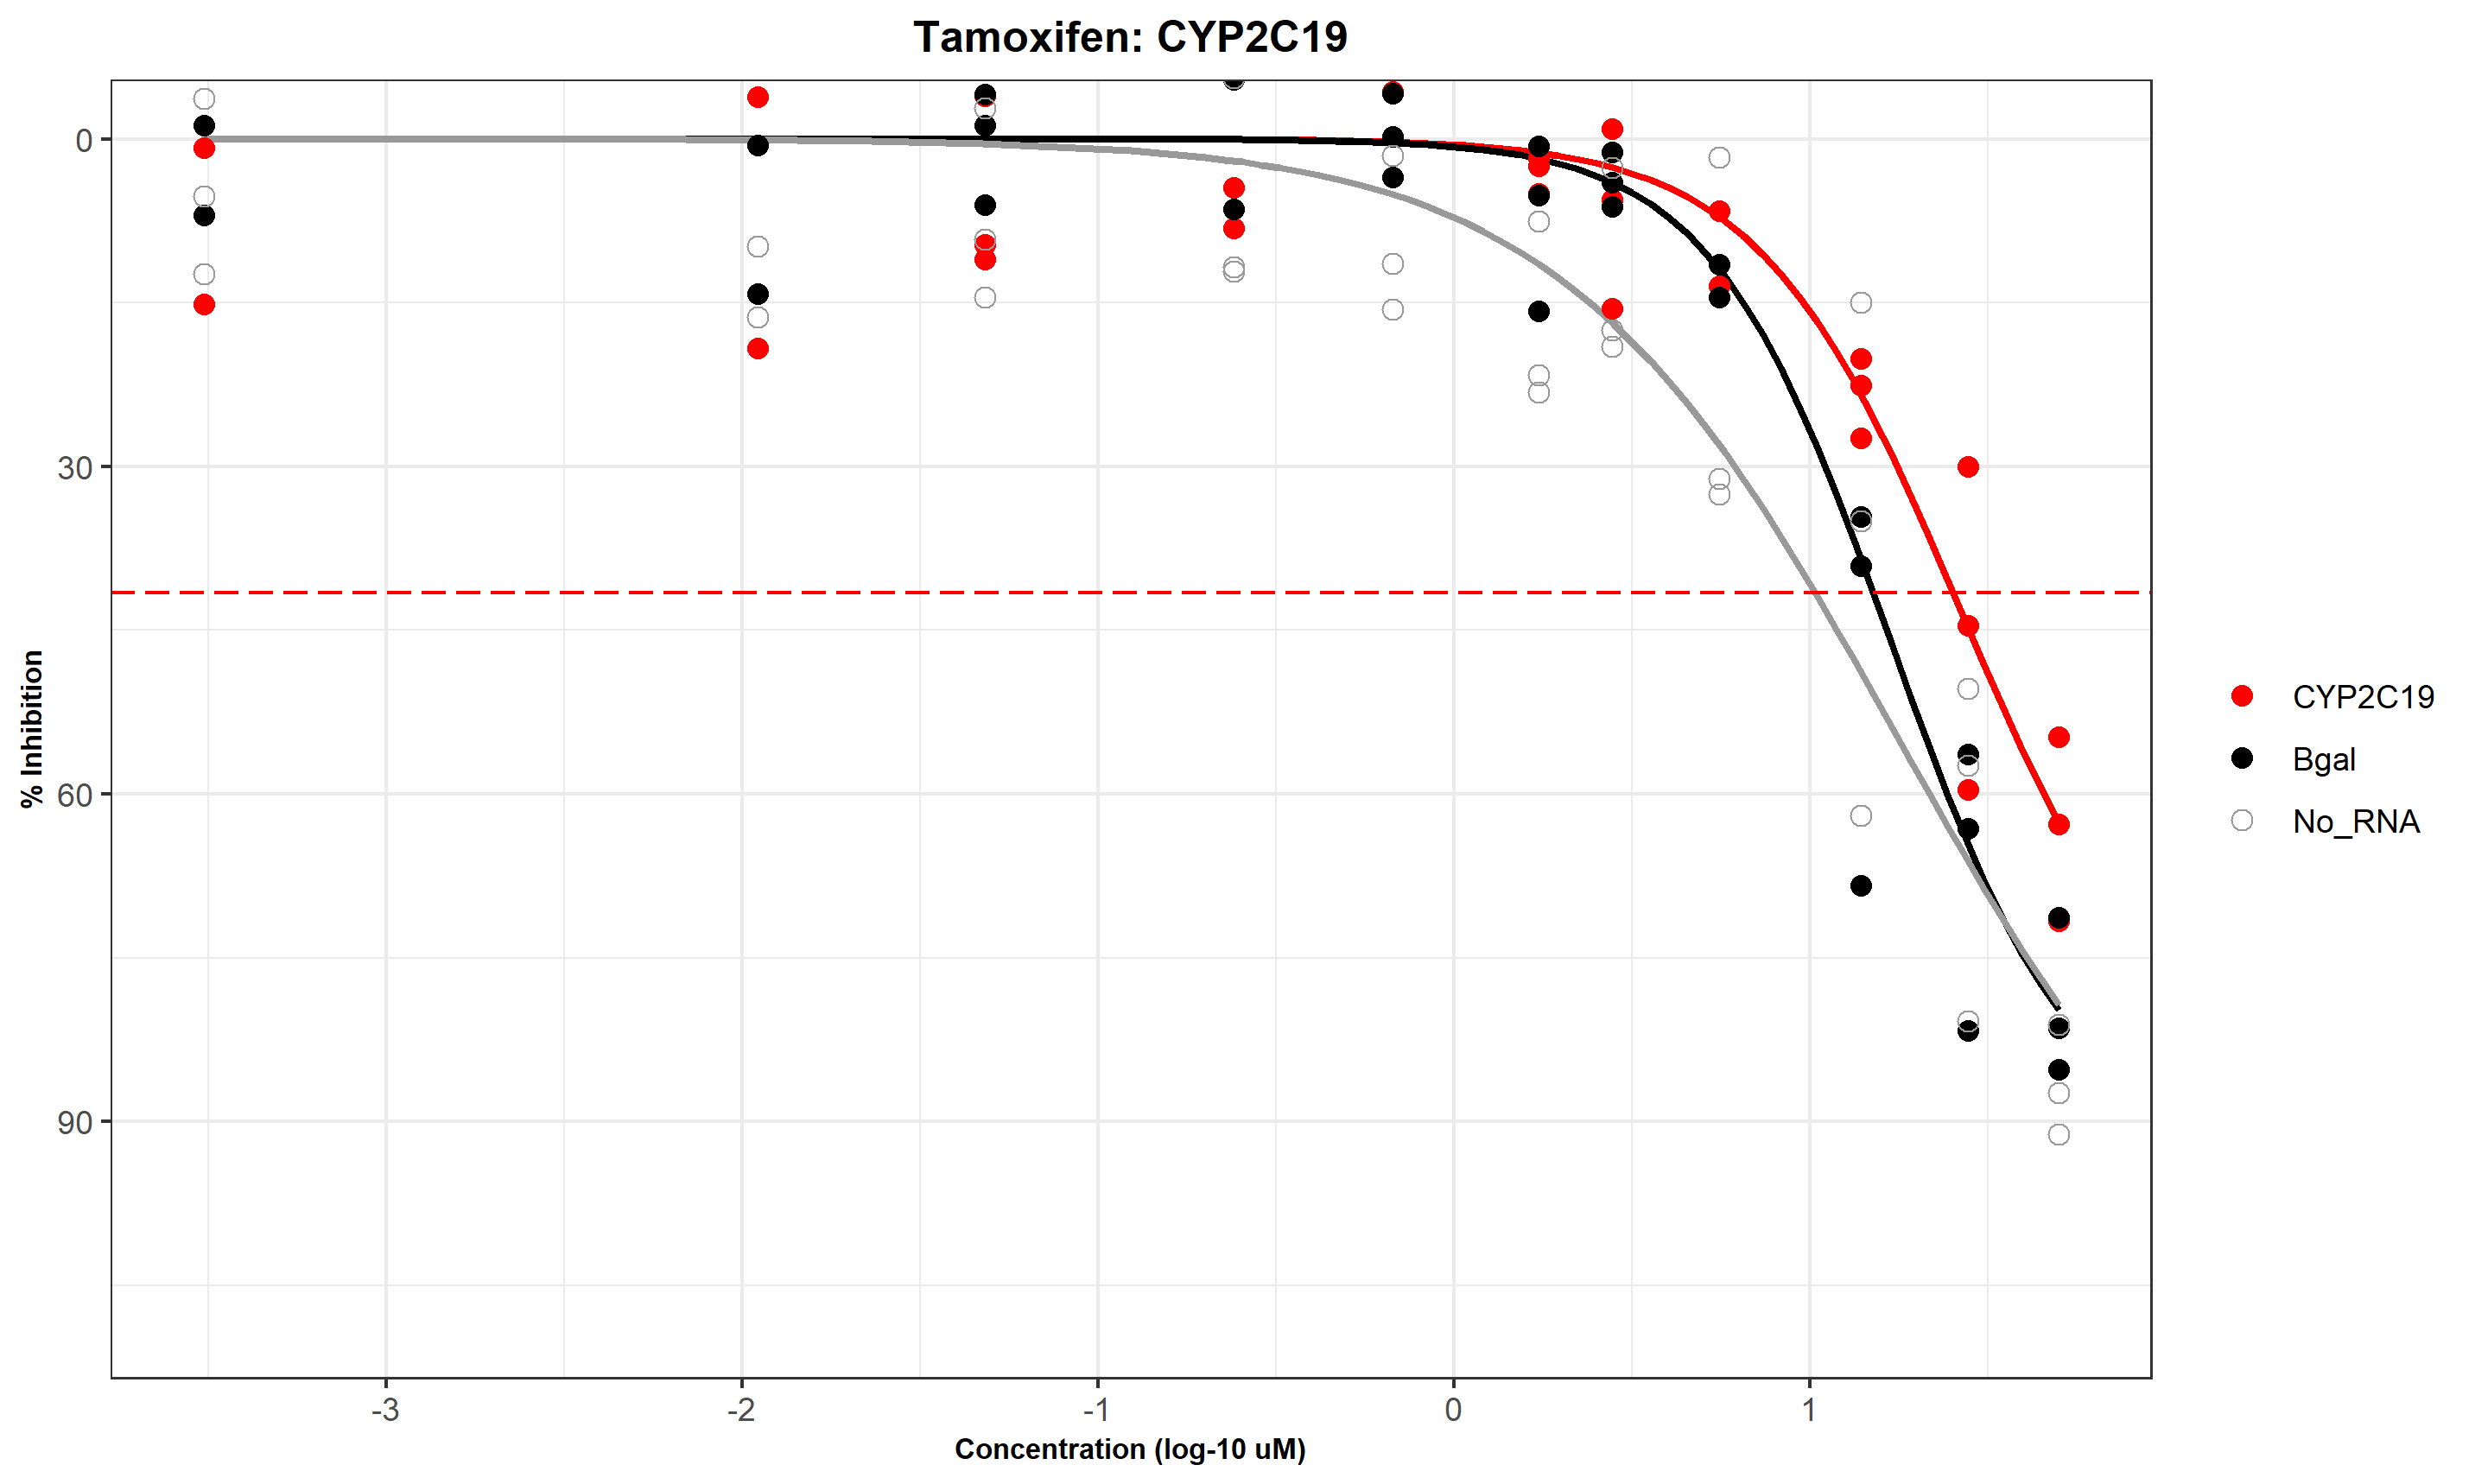 Tamoxifen: CYP2C19
% Inhibition
0
30
60
90
-3
-2
-1
0
1
Concentration (log-10 uM)
CYP2C19
Bgal
No_RNA